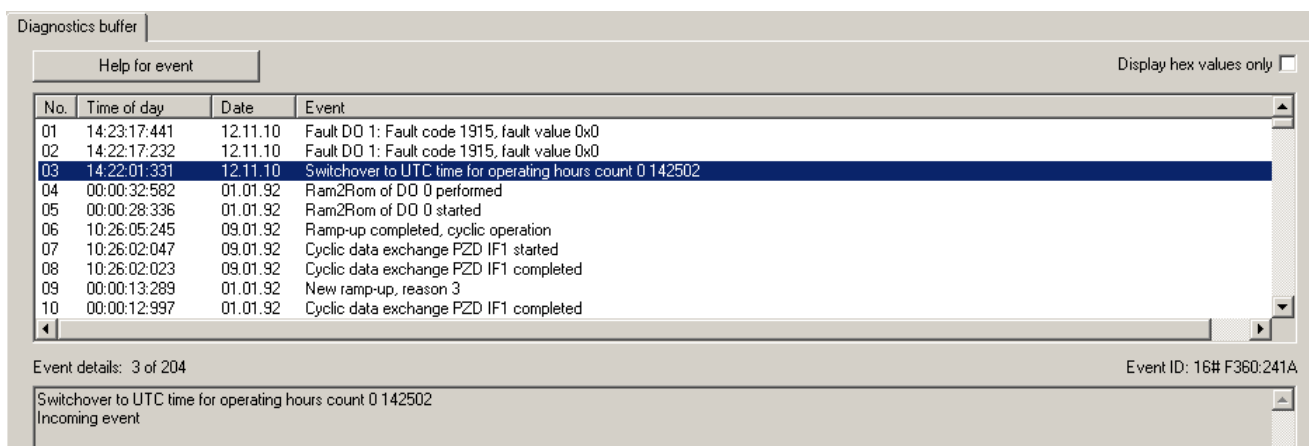 Diagnostics buffer
Help for event
Display hex values only
No. Time of day Date Event
01 14:23:17:441 12.11.10 Fault DO 1: Fault code 1915, fault value 0x0
02 14:22:17:232 12.11.10 Fault DO 1: Fault code 1915, fault value 0x0
03 14:22:01:331 12.11.10 Switchover to UTC time for operating hours count 0 142502
04 00:00:32:582 01.01.92 Ram2Rom of DO 0 performed
05 00:00:28:336 01.01.92 Ram2Rom of DO 0 started
06 10:26:05:245 09.01.92 Ramp-up completed, cyclic operation
07 10:26:02:047 09.01.92 Cyclic data exchange PZD IF1 started
08 10:26:02:023 09.01.92 Cyclic data exchange PZD IF1 completed
09 00:00:13:289 01.01.92 New ramp-up, reason 3
10 00:00:12:997 01.01.92 Cyclic data exchange PZD IF1 completed
Event details: 3 of 204 Event ID: 16# F360:241A
Switchover to UTC time for operating hours count 0 142502
Incoming event